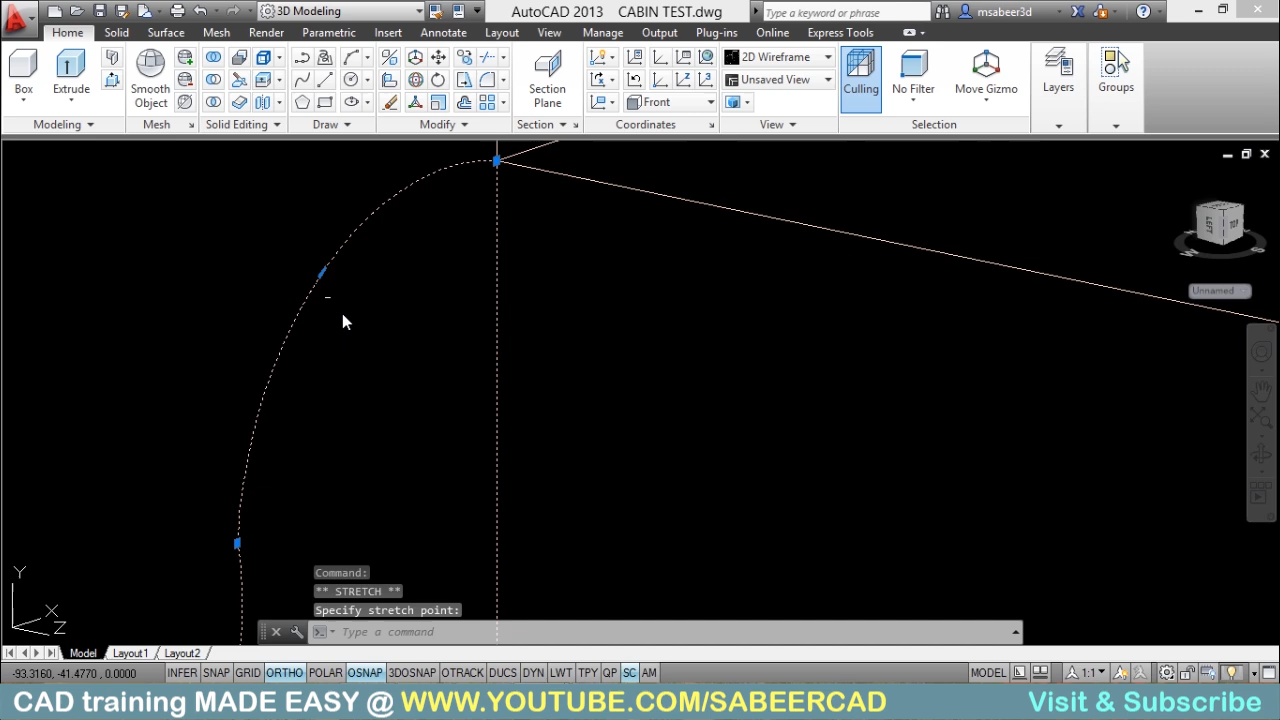 3D Modeling
AutoCAD 2013 CABIN TEST.dwg
Type a keyword or phrase
msabeer3d
Home Solid Surface Mesh Render Parametric Insert Annotate Layout View Manage Output Plug-ins Online Express Tools
2D Wireframe
Unsaved View
Front
Box Extrude Smooth Object Section Plane Culling No Filter Move Gizmo Layers Groups
Modeling Mesh Solid Editing Draw Modify Section Coordinates View Selection
LEFT
TOP
W
S
Unnamed
Y
X
Z
Command:
** STRETCH **
Specify stretch point:
Type a command
Model Layout1 Layout2
-93.3160, -41.4770, 0.0000 INFER SNAP GRID ORTHO POLAR OSNAP 3DOSNAP OTRACK DUCS DYN LWT TPY QP SC AM MODEL 1:1
CAD training MADE EASY @ WWW.YOUTUBE.COM/SABEERCAD Visit & Subscribe